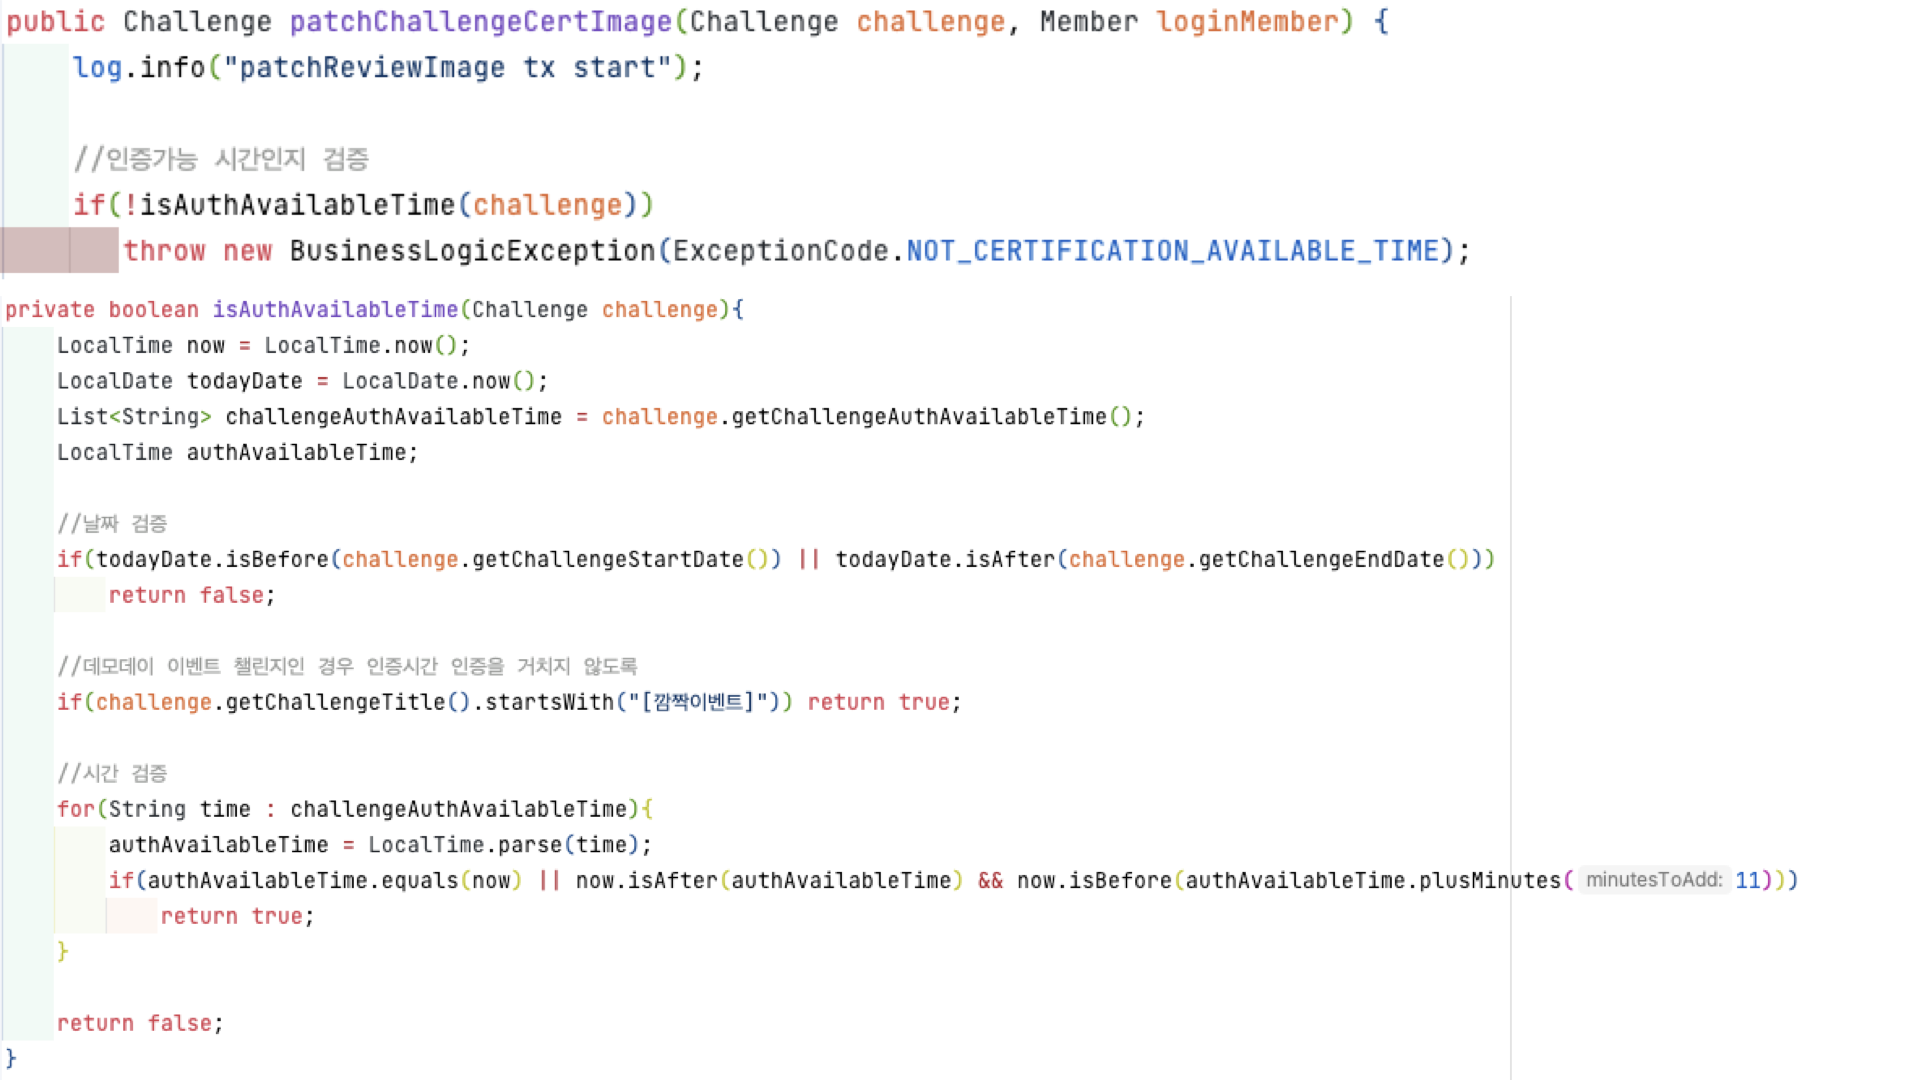 public Challenge patchChallengeCertImage(Challenge challenge, Member loginMember) {
log.info("patchReviewImage tx start");
//인증가능 시간인지 검증
if(!isAuthAvailableTime(challenge))
throw new BusinessLogicException(ExceptionCode.NOT_CERTIFICATION_AVAILABLE_TIME);
private boolean isAuthAvailableTime(Challenge challenge){
LocalTime now = LocalTime.now();
LocalDate todayDate = LocalDate.now();
List<String> challengeAuthAvailableTime = challenge.getChallengeAuthAvailableTime();
LocalTime authAvailableTime;
//날짜 검증
if(todayDate.isBefore(challenge.getChallengeStartDate()) || todayDate.isAfter(challenge.getChallengeEndDate()))
return false;
//데모데이 이벤트 챌린지인 경우 인증시간 인증을 거치지 않도록
if(challenge.getChallengeTitle().startsWith("[깜짝이벤트]")) return true;
//시간 검증
for(String time : challengeAuthAvailableTime){
authAvailableTime = LocalTime.parse(time);
if(authAvailableTime.equals(now) || now.isAfter(authAvailableTime) && now.isBefore(authAvailableTime.plusMinutes( minutesToAdd: 11)))
return true;
}
return false;
}